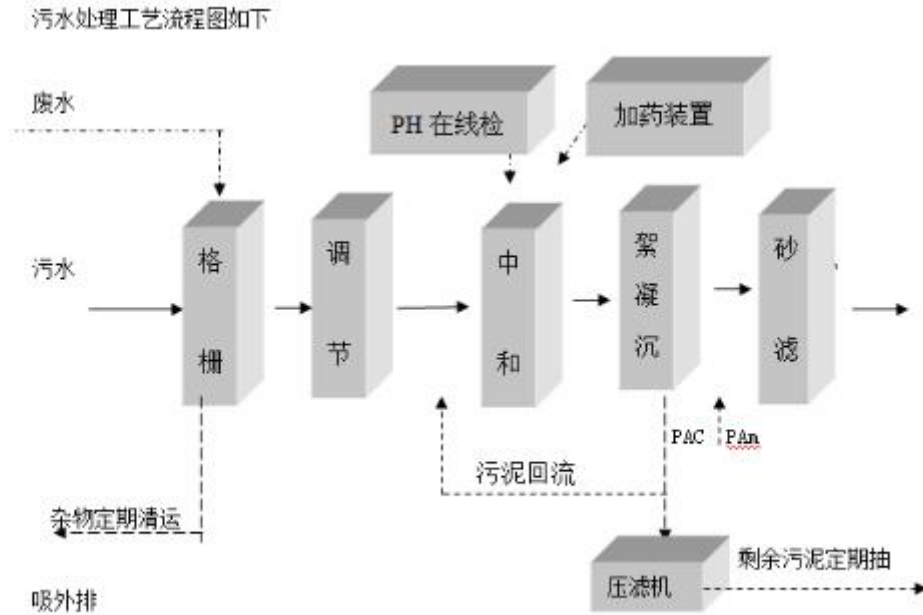 污水处理工艺流程图如下
废水
PH 在线检
加药装置
污水
格栅
调节
中和
絮凝沉
砂滤
PAC
PAm
污泥回流
杂物定期清运
压滤机
剩余污泥定期抽
吸外排